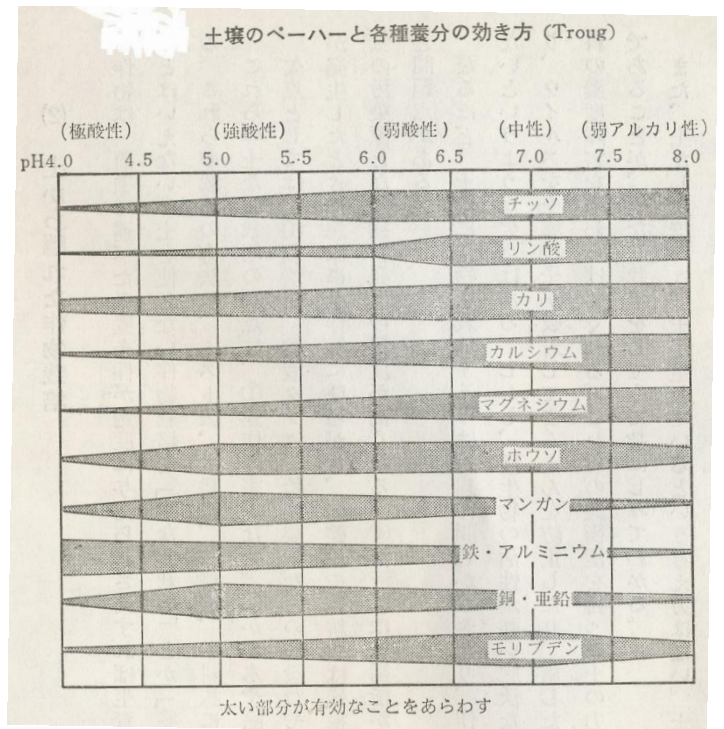 土壌のペーハーと各種養分の効き方 (Troug)
(極酸性) (強酸性) (弱酸性) (中性) (弱アルカリ性)
pH4.0 4.5 5.0 5.5 6.0 6.5 7.0 7.5 8.0
チッソ
リン酸
カリ
カルシウム
マグネシウム
ホウソ
マンガン
鉄・アルミニウム
銅・亜鉛
モリブデン
太い部分が有効なことをあらわす